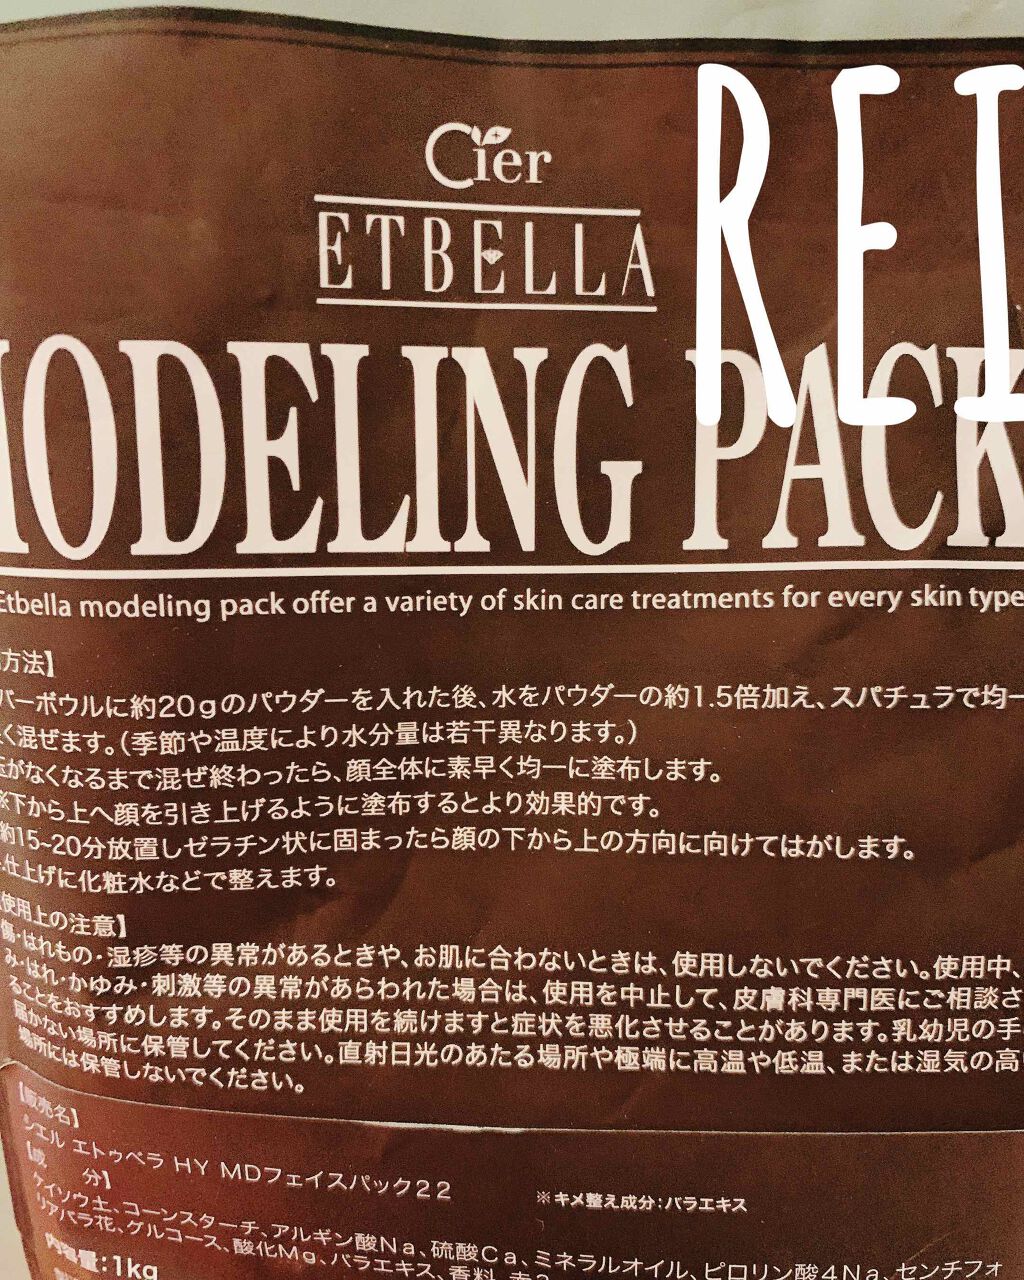 REI
Cier
ETBELLA
MODELING PACK
Etbella modeling pack offer a variety of skin care treatments for every skin type
方法】
バーボウルに約20gのパウダーを入れた後、水をパウダーの約1.5倍加え、スパチュラで均一
く混ぜます。(季節や温度により水分量は若干異なります。)
がなくなるまで混ぜ終わったら、顔全体に素早く均一に塗布します。
※下から上へ顔を引き上げるように塗布するとより効果的です。
約15~20分放置しゼラチン状に固まったら顔の下から上の方向に向けてはがします。
仕上げに化粧水などで整えます。
使用上の注意】
傷・はれもの・湿疹等の異常があるときや、お肌に合わないときは、使用しないでください。使用中、
み・はれ・かゆみ・刺激等の異常があらわれた場合は、使用を中止して、皮膚科専門医にご相談さ
ることをおすすめします。そのまま使用を続けますと症状を悪化させることがあります。乳幼児の手
届かない場所に保管してください。直射日光のあたる場所や極端に高温や低温、または湿気の高
場所には保管しないでください。
【販売名】
シエル エトゥベラ HY MDフェイスパック22
【成 分】
※キメ整え成分:バラエキス
ケイソウ土、コーンスターチ、アルギン酸Na、硫酸Ca、ミネラルオイル、ピロリン酸4Na、センチフォ
リアバラ花、グルコース、酸化Mg、バラエキス、香料、赤2
内容量:1kg